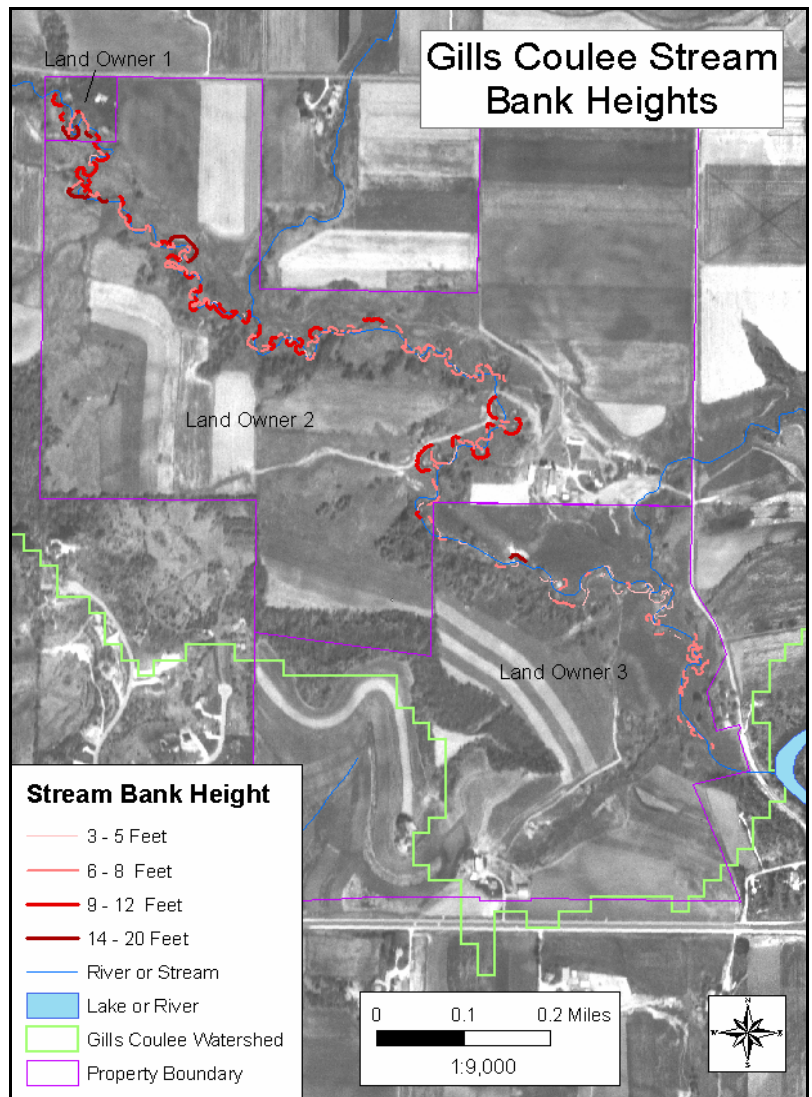 Gills Coulee Stream
Bank Heights
Land Owner 1
Land Owner 2
Land Owner 3
Stream Bank Height
3 - 5 Feet
6 - 8 Feet
9 - 12 Feet
14 - 20 Feet
River or Stream
Lake or River
Gills Coulee Watershed
Property Boundary
0 0.1 0.2 Miles
1:9,000
N
W E
S